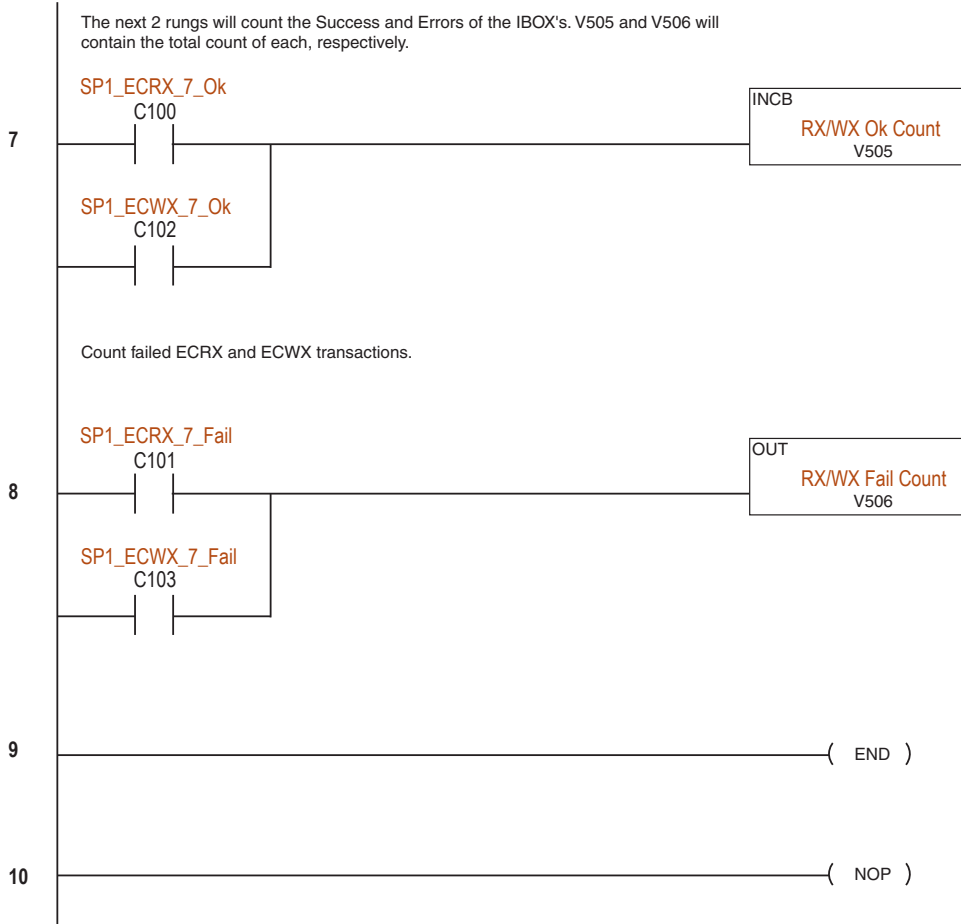 The next 2 rungs will count the Success and Errors of the IBOX's. V505 and V506 will
contain the total count of each, respectively.
SP1_ECRX_7_Ok
C100
7
INCB
RX/WX Ok Count
V505
SP1_ECWX_7_Ok
C102
Count failed ECRX and ECWX transactions.
SP1_ECRX_7_Fail
C101
8
OUT
RX/WX Fail Count
V506
SP1_ECWX_7_Fail
C103
9
( END )
10
( NOP )